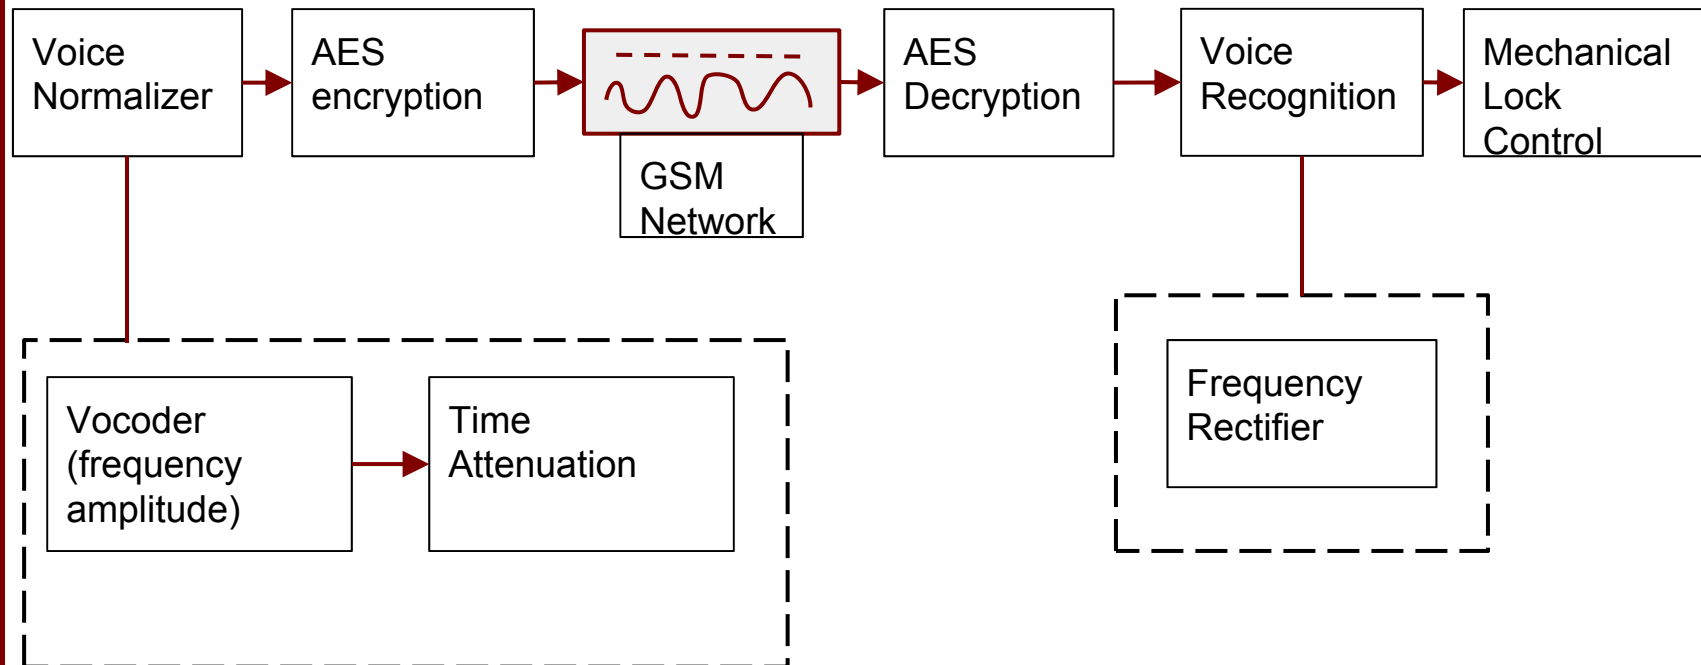 Voice
Normalizer
AES
encryption
GSM
Network
AES
Decryption
Voice
Recognition
Mechanical
Lock
Control
Vocoder
(frequency
amplitude)
Time
Attenuation
Frequency
Rectifier